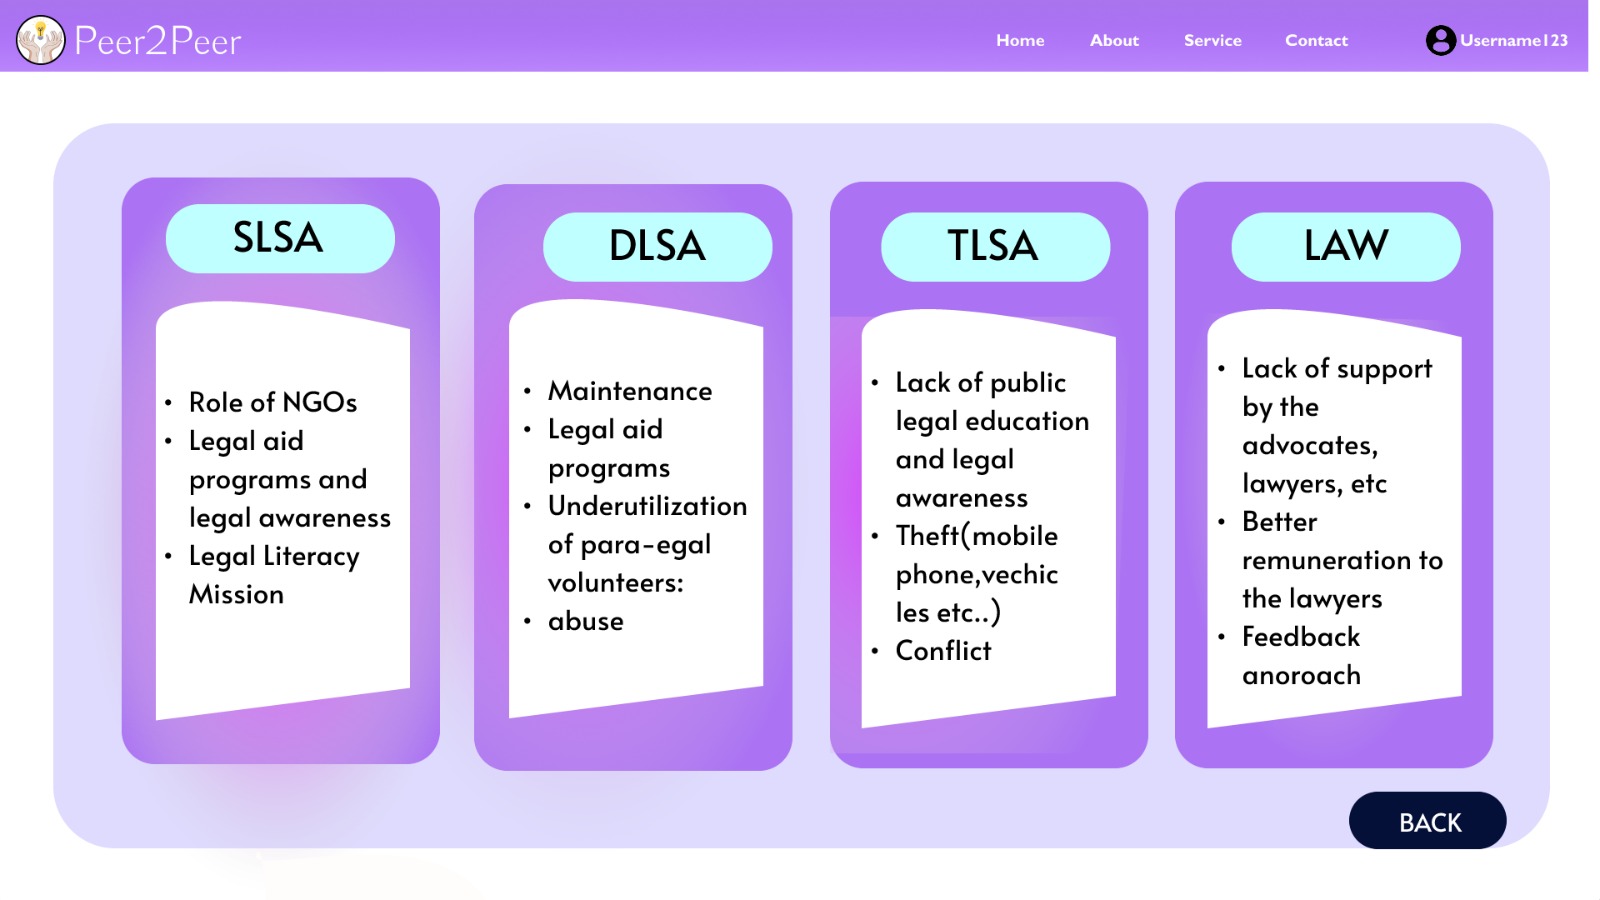 Peer2Peer
Home About Service Contact Username123
SLSA
• Role of NGOs
• Legal aid
programs and
legal awareness
• Legal Literacy
Mission
DLSA
• Maintenance
• Legal aid
programs
• Underutilization
of para-egal
volunteers:
• abuse
TLSA
• Lack of public
legal education
and legal
awareness
• Theft(mobile
phone,vechic
les etc..)
• Conflict
LAW
• Lack of support
by the
advocates,
lawyers, etc
• Better
remuneration to
the lawyers
• Feedback
anoroach
BACK